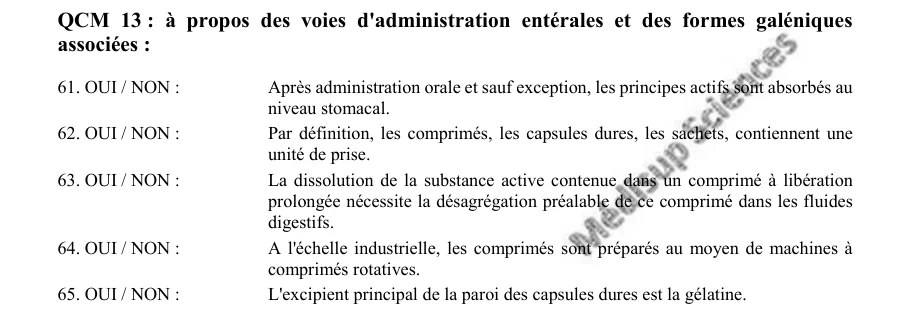 QCM 13 : à propos des voies d'administration entérales et des formes galéniques
associées :
61. OUI / NON : Après administration orale et sauf exception, les principes actifs sont absorbés au
niveau stomacal.
62. OUI / NON : Par définition, les comprimés, les capsules dures, les sachets, contiennent une
unité de prise.
63. OUI / NON : La dissolution de la substance active contenue dans un comprimé à libération
prolongée nécessite la désagrégation préalable de ce comprimé dans les fluides
digestifs.
64. OUI / NON : A l'échelle industrielle, les comprimés sont préparés au moyen de machines à
comprimés rotatives.
65. OUI / NON : L'excipient principal de la paroi des capsules dures est la gélatine.
Médisup Sciences